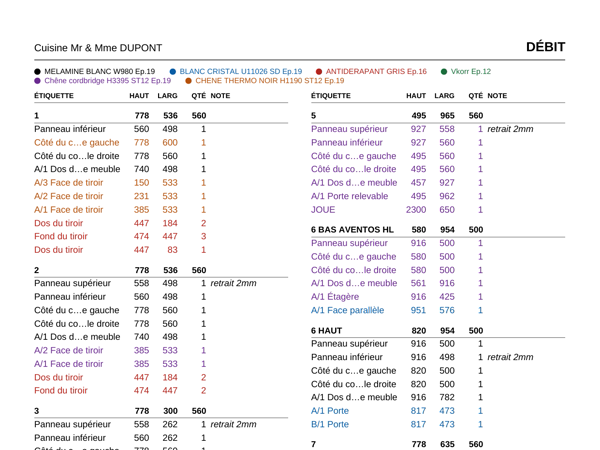 Cuisine Mr & Mme DUPONT
DÉBIT
MELAMINE BLANC W980 Ep.19 BLANC CRISTAL U11026 SD Ep.19 ANTIDERAPANT GRIS Ep.16 Vkorr Ep.12
Chêne cordbridge H3395 ST12 Ep.19 CHENE THERMO NOIR H1190 ST12 Ep.19
ÉTIQUETTE HAUT LARG QTÉ NOTE
1 778 536 560
Panneau inférieur 560 498 1
Côté du c…e gauche 778 600 1
Côté du co…le droite 778 560 1
A/1 Dos d…e meuble 740 498 1
A/3 Face de tiroir 150 533 1
A/2 Face de tiroir 231 533 1
A/1 Face de tiroir 385 533 1
Dos du tiroir 447 184 2
Fond du tiroir 474 447 3
Dos du tiroir 447 83 1
2 778 536 560
Panneau supérieur 558 498 1 retrait 2mm
Panneau inférieur 560 498 1
Côté du c…e gauche 778 560 1
Côté du co…le droite 778 560 1
A/1 Dos d…e meuble 740 498 1
A/2 Face de tiroir 385 533 1
A/1 Face de tiroir 385 533 1
Dos du tiroir 447 184 2
Fond du tiroir 474 447 2
3 778 300 560
Panneau supérieur 558 262 1 retrait 2mm
Panneau inférieur 560 262 1
ÉTIQUETTE HAUT LARG QTÉ NOTE
5 495 965 560
Panneau supérieur 927 558 1 retrait 2mm
Panneau inférieur 927 560 1
Côté du c…e gauche 495 560 1
Côté du co…le droite 495 560 1
A/1 Dos d…e meuble 457 927 1
A/1 Porte relevable 495 962 1
JOUE 2300 650 1
6 BAS AVENTOS HL 580 954 500
Panneau supérieur 916 500 1
Côté du c…e gauche 580 500 1
Côté du co…le droite 580 500 1
A/1 Dos d…e meuble 561 916 1
A/1 Étagère 916 425 1
A/1 Face parallèle 951 576 1
6 HAUT 820 954 500
Panneau supérieur 916 500 1
Panneau inférieur 916 498 1 retrait 2mm
Côté du c…e gauche 820 500 1
Côté du co…le droite 820 500 1
A/1 Dos d…e meuble 916 782 1
A/1 Porte 817 473 1
B/1 Porte 817 473 1
7 778 635 560